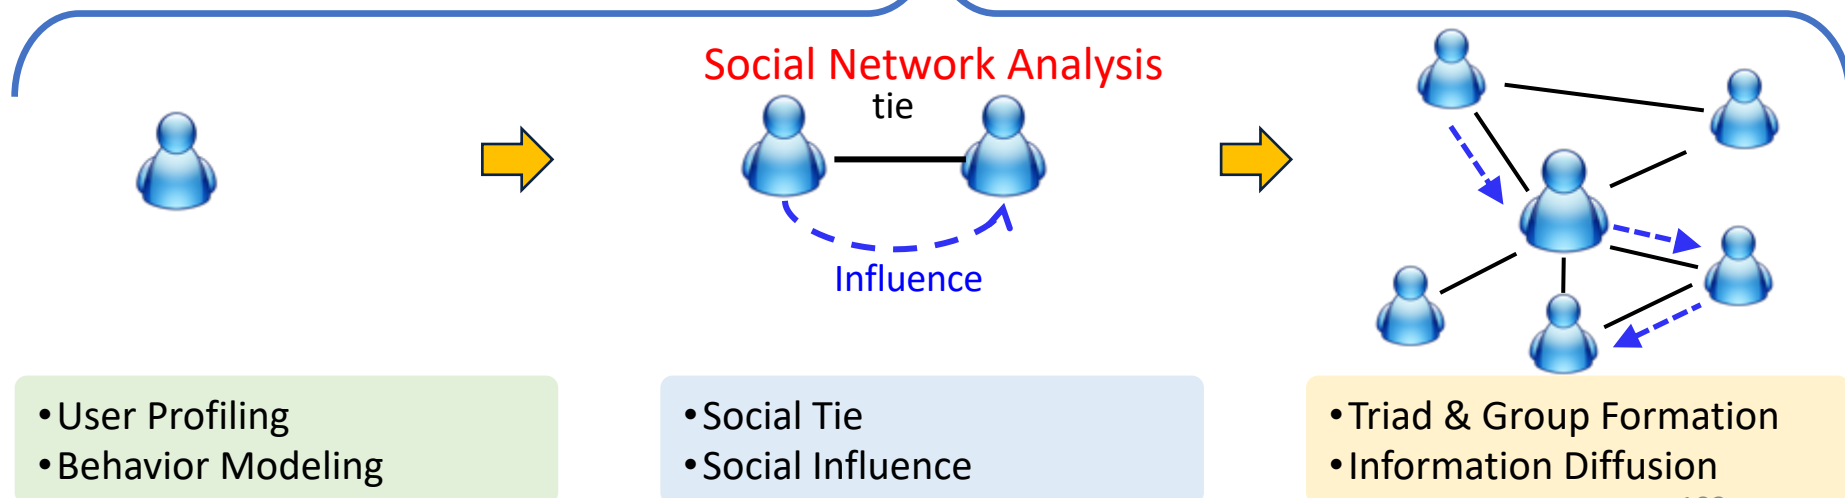 Social Network Analysis
tie
Influence
•User Profiling
•Behavior Modeling
•Social Tie
•Social Influence
•Triad & Group Formation
•Information Diffusion